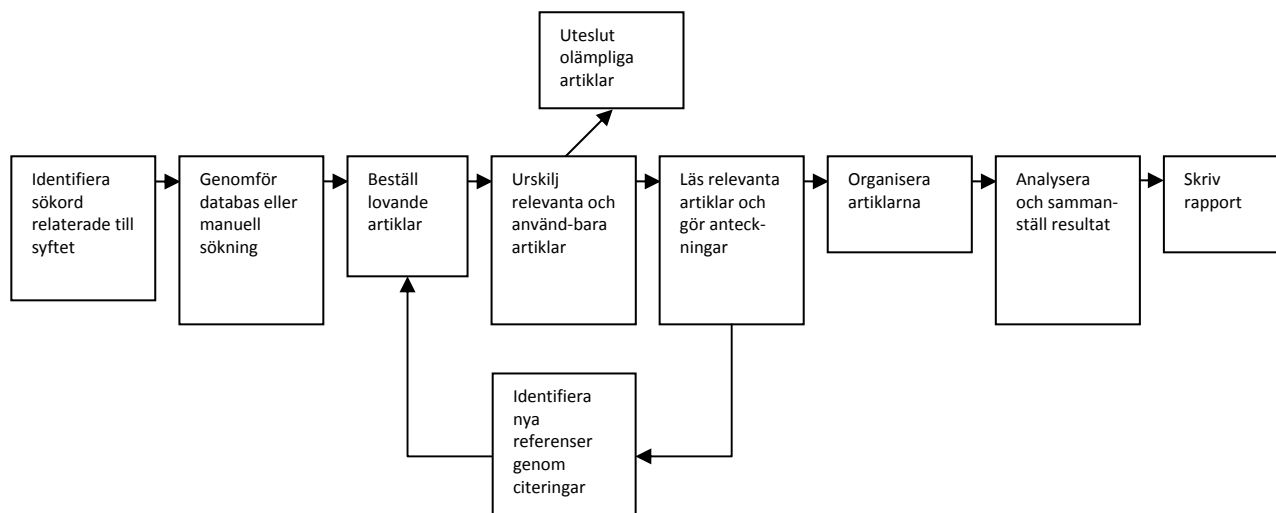 Uteslut
olämpliga
artiklar
Identifiera
sökord
relaterade till
syftet
Genomför
databas eller
manuell
sökning
Beställ
lovande
artiklar
Urskilj
relevanta och
använd-bara
artiklar
Läs relevanta
artiklar och
gör anteck-
ningar
Organisera
artiklarna
Analysera
och samman-
ställ resultat
Skriv
rapport
Identifiera
nya
referenser
genom
citeringar